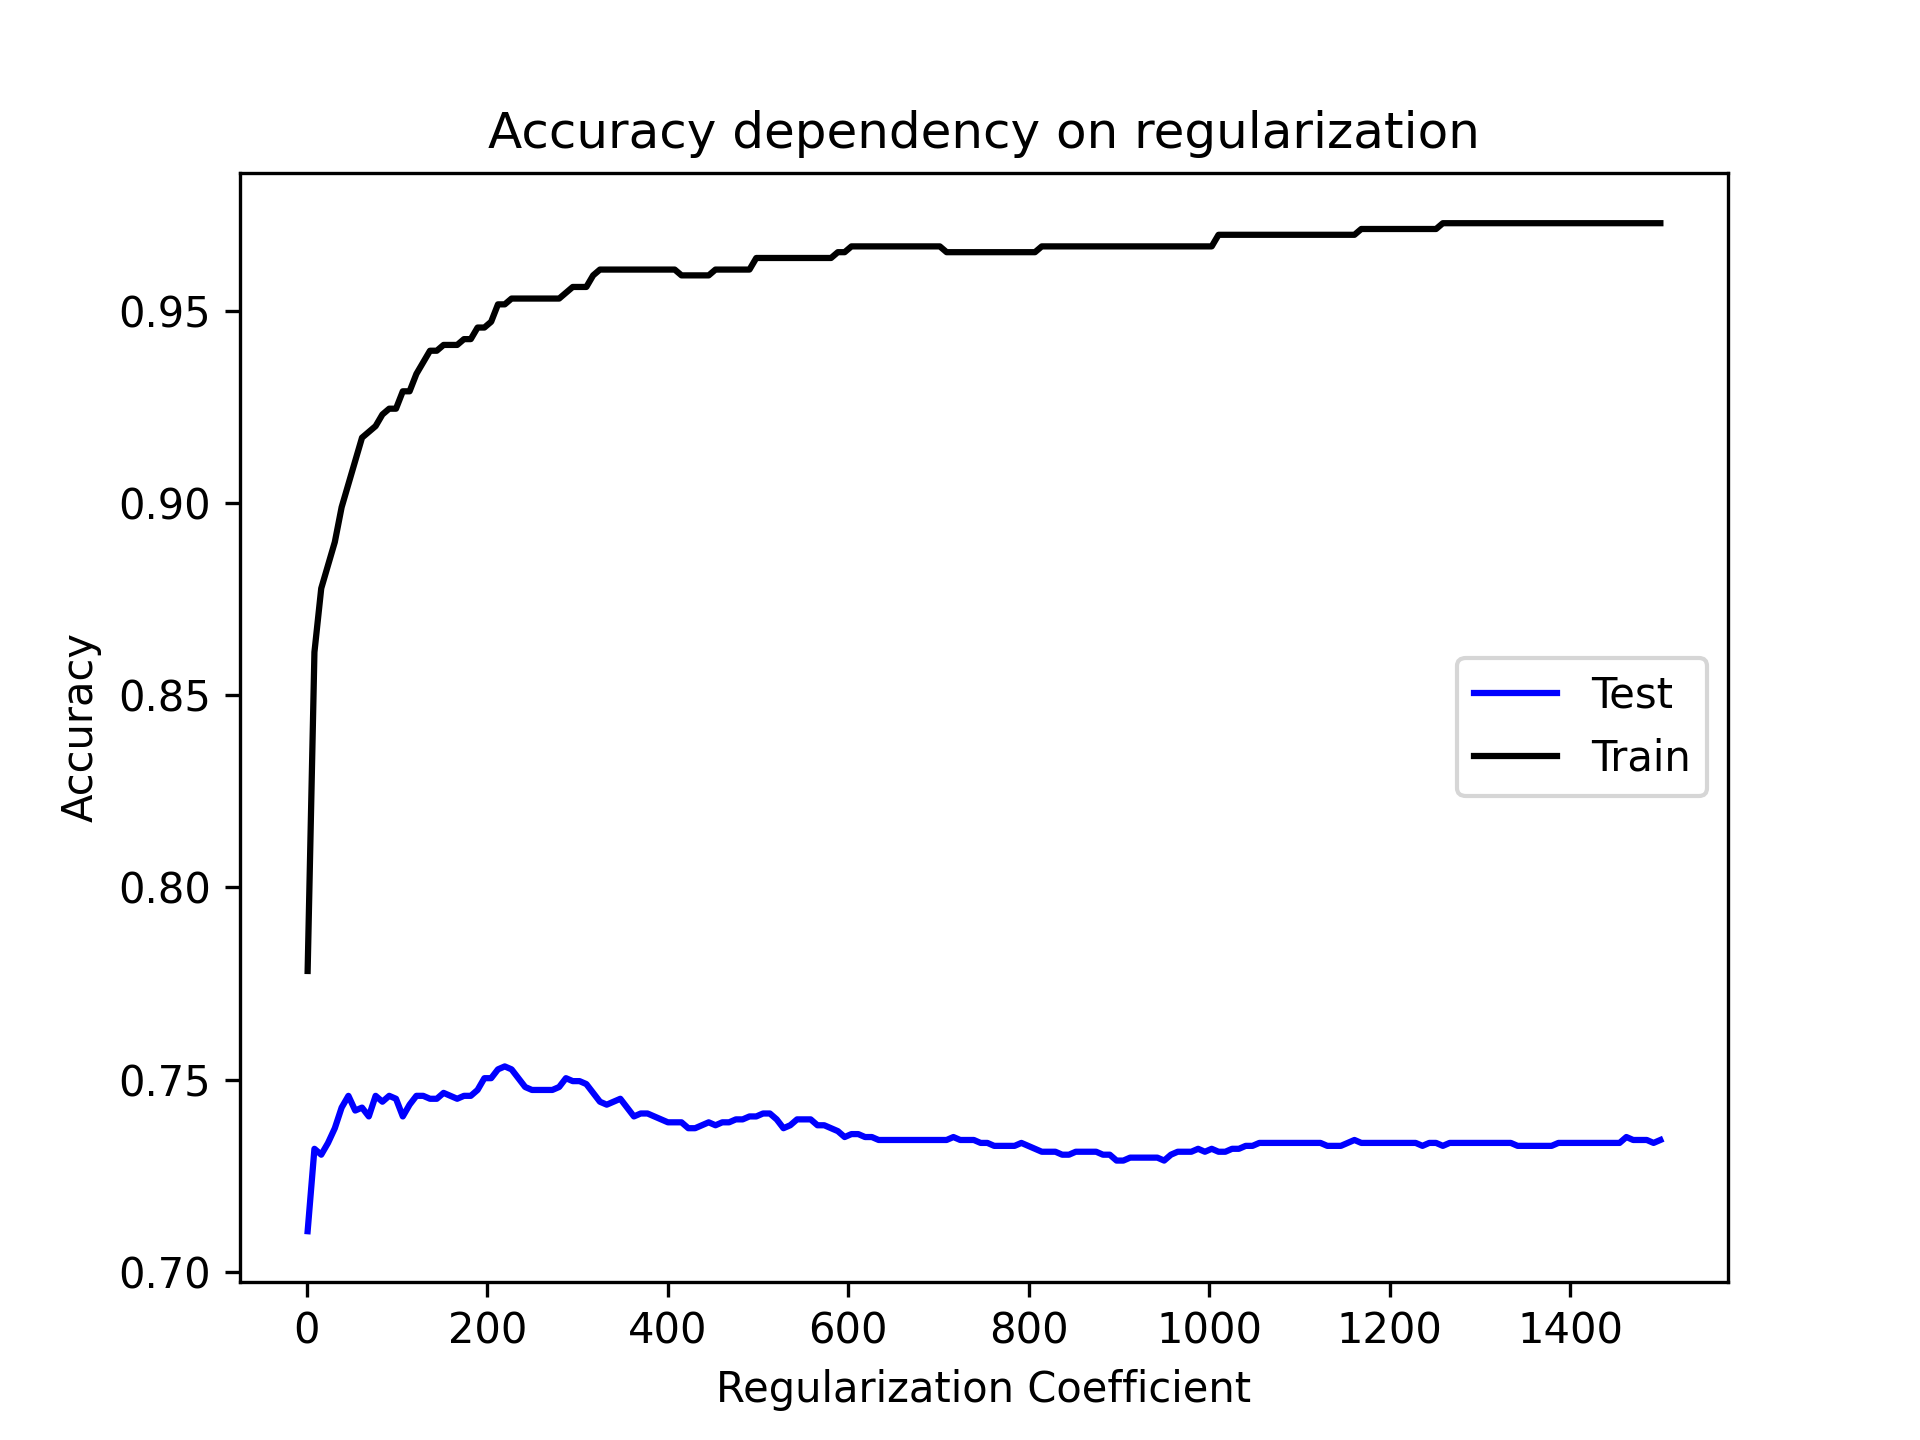 Accuracy dependency on regularization
Accuracy
0.95
0.90
0.85
0.80
0.75
0.70
Test
Train
0 200 400 600 800 1000 1200 1400
Regularization Coefficient